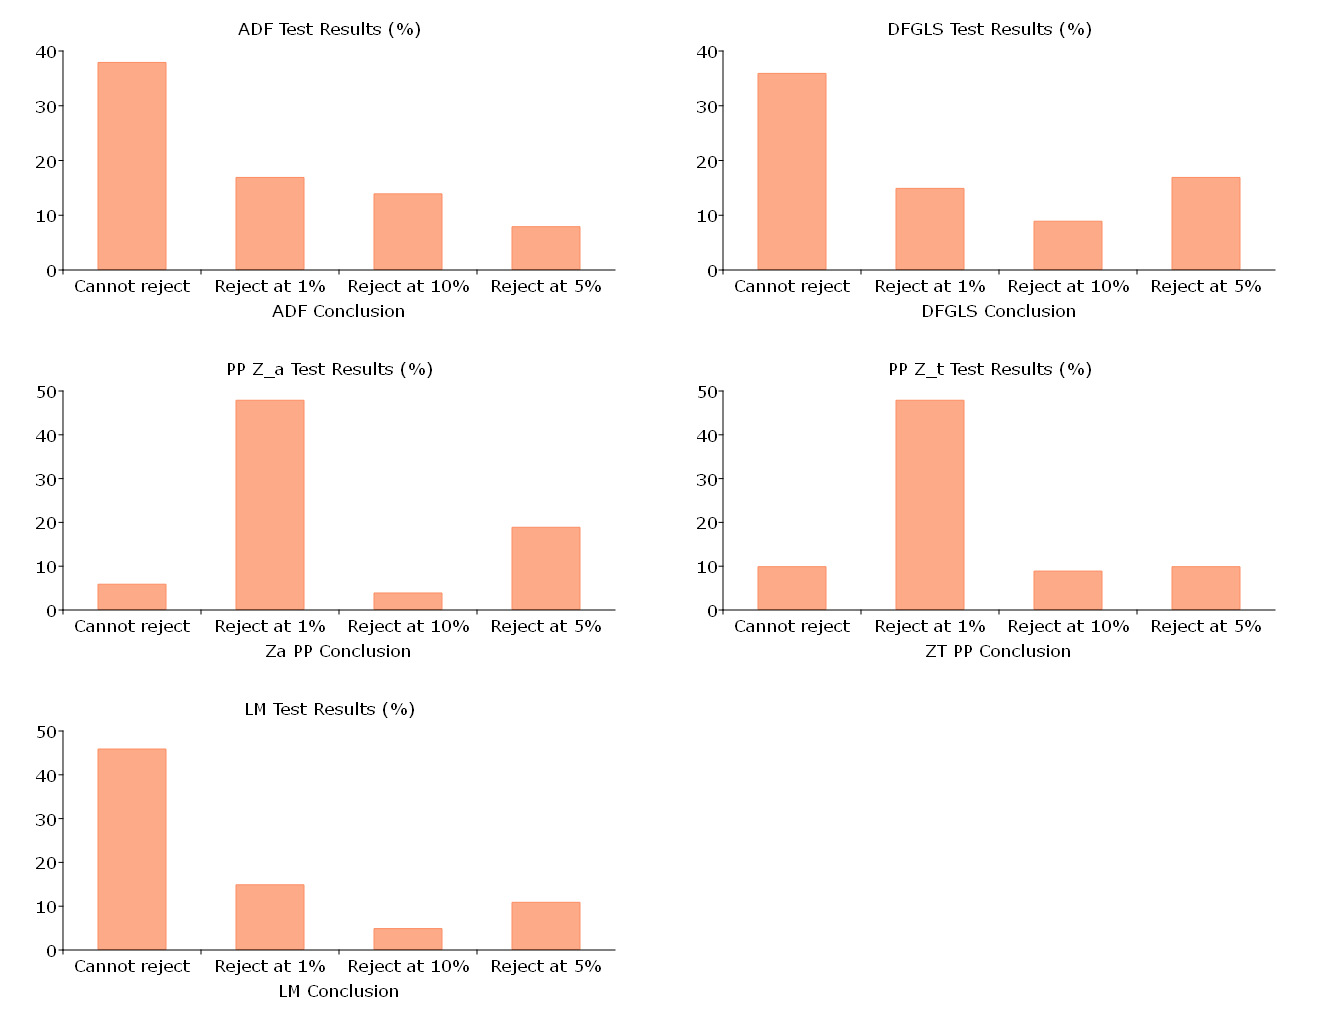 ADF Test Results (%)
40
30
20
10
0
Cannot reject Reject at 1% Reject at 10% Reject at 5%
ADF Conclusion
DFGLS Test Results (%)
40
30
20
10
0
Cannot reject Reject at 1% Reject at 10% Reject at 5%
DFGLS Conclusion
PP Z_a Test Results (%)
50
40
30
20
10
0
Cannot reject Reject at 1% Reject at 10% Reject at 5%
Za PP Conclusion
PP Z_t Test Results (%)
50
40
30
20
10
0
Cannot reject Reject at 1% Reject at 10% Reject at 5%
ZT PP Conclusion
LM Test Results (%)
50
40
30
20
10
0
Cannot reject Reject at 1% Reject at 10% Reject at 5%
LM Conclusion